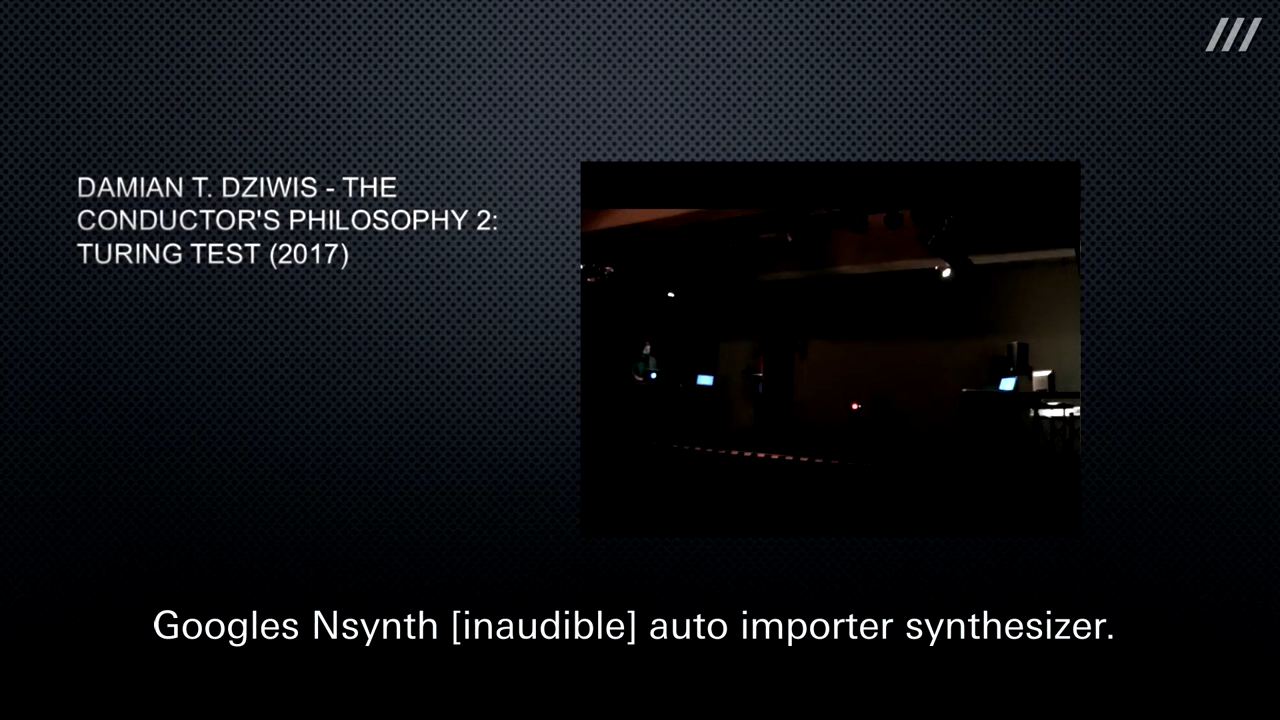 DAMIAN T. DZIWIS - THE
CONDUCTOR'S PHILOSOPHY 2:
TURING TEST (2017)
Googles Nsynth [inaudible] auto importer synthesizer.